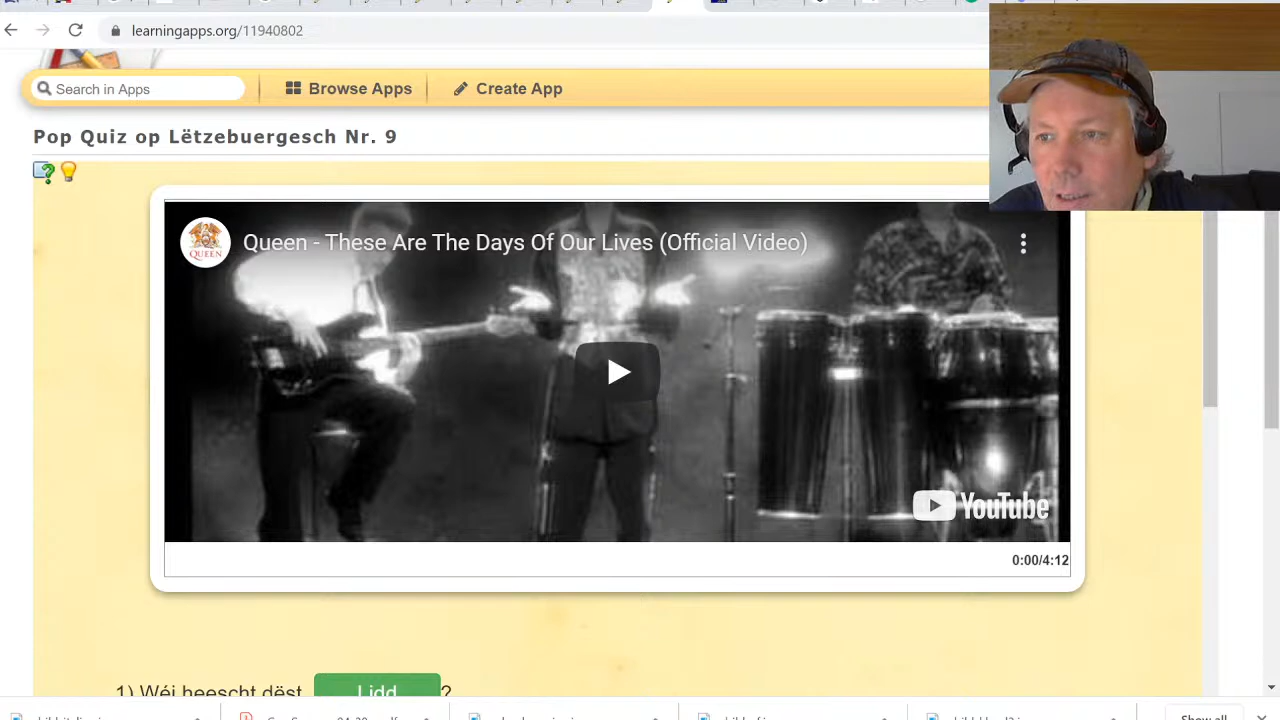 learningapps.org/11940802
Search in Apps
Browse Apps
Create App
Pop Quiz op Lëtzebuergesch Nr. 9
QUEEN
Queen - These Are The Days Of Our Lives (Official Video)
YouTube
0:00/4:12
1) Wéi heescht dëst Lidd ?
Show all